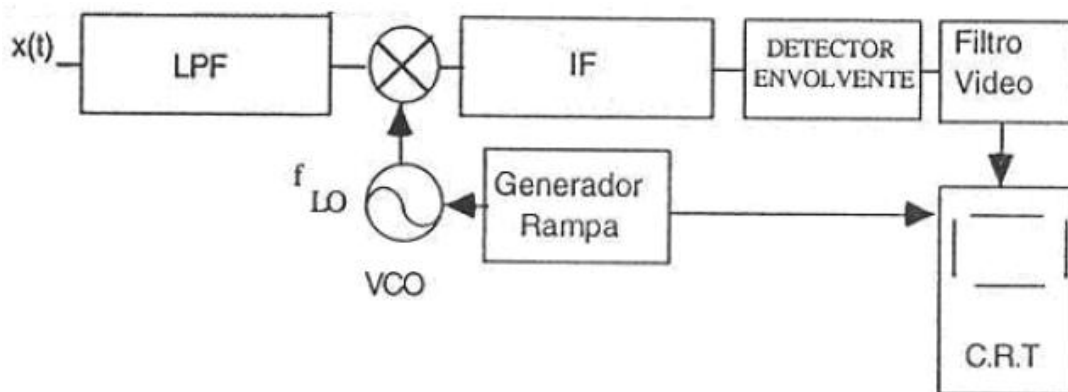 x(t)
LPF
IF
DETECTOR
ENVOLVENTE
Filtro
Video
f
LO
VCO
Generador
Rampa
C.R.T